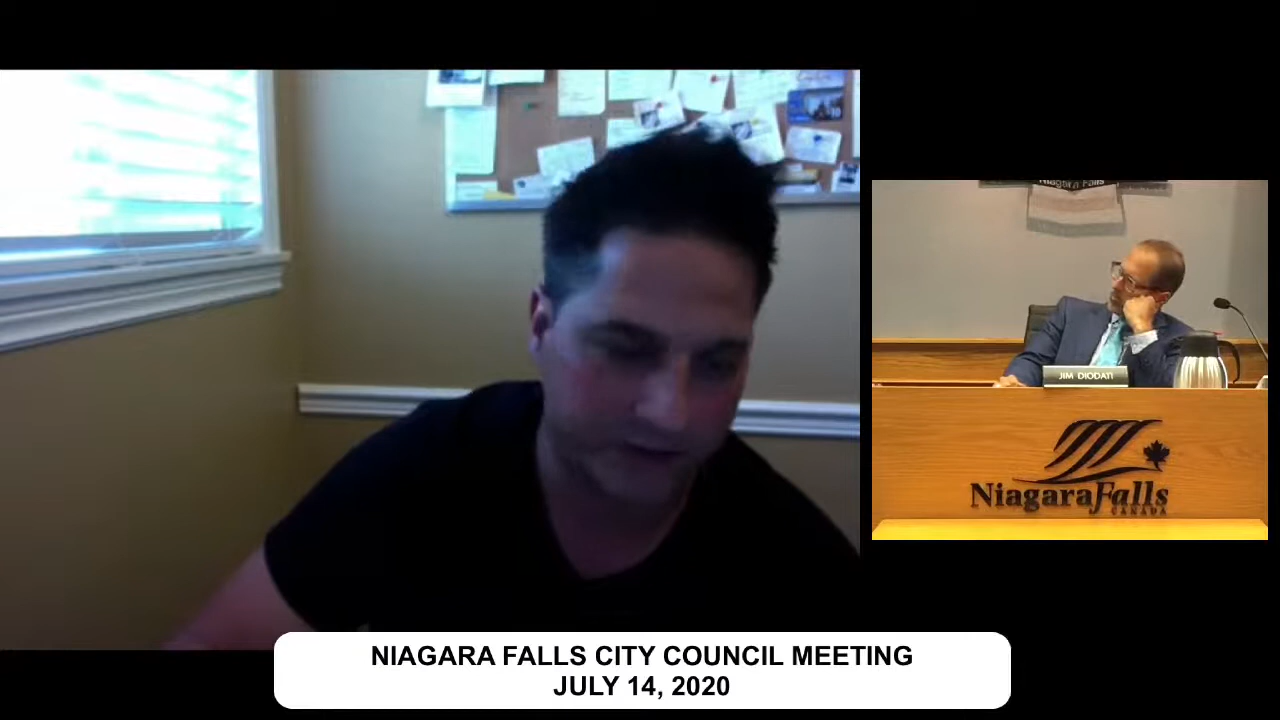 Niagara Falls
JIM DIODATI
NiagaraFalls
CANADA
NIAGARA FALLS CITY COUNCIL MEETING
JULY 14, 2020